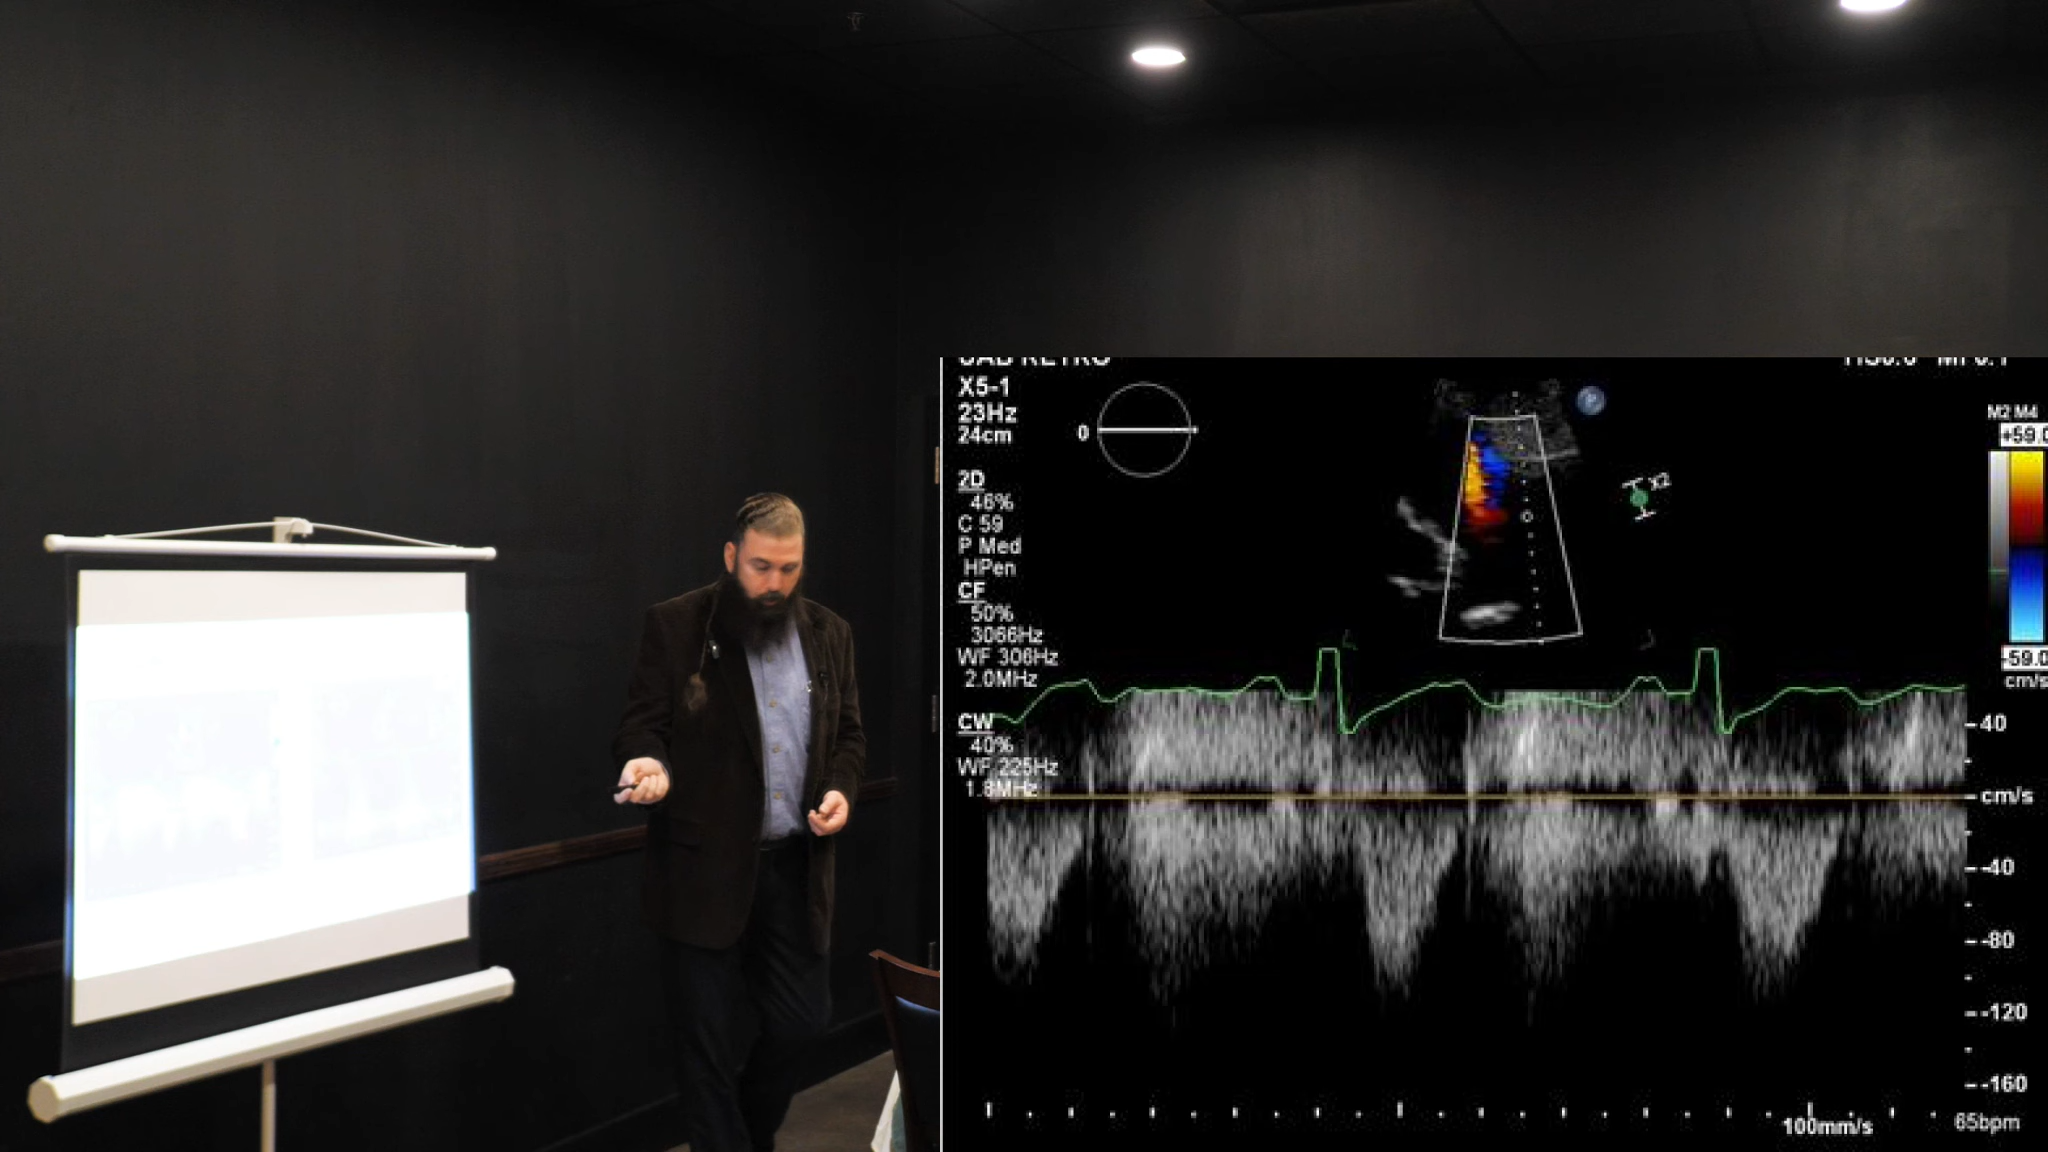 X5-1
23Hz
24cm
0
2D
46%
C 59
P Med
HPen
CF
50%
3066Hz
WF 306Hz
2.0MHz
CW
40%
WF 225Hz
1.8MHz
P
x2
M2 M4
+59.0
-59.0
cm/s
-40
cm/s
-40
-80
-120
-160
100mm/s
65bpm